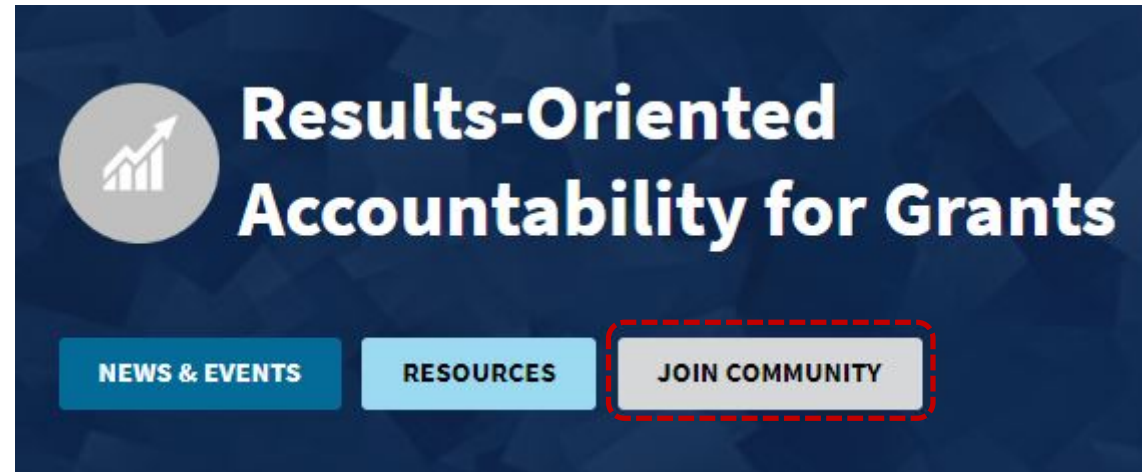 Results-Oriented
Accountability for Grants
NEWS & EVENTS
RESOURCES
JOIN COMMUNITY